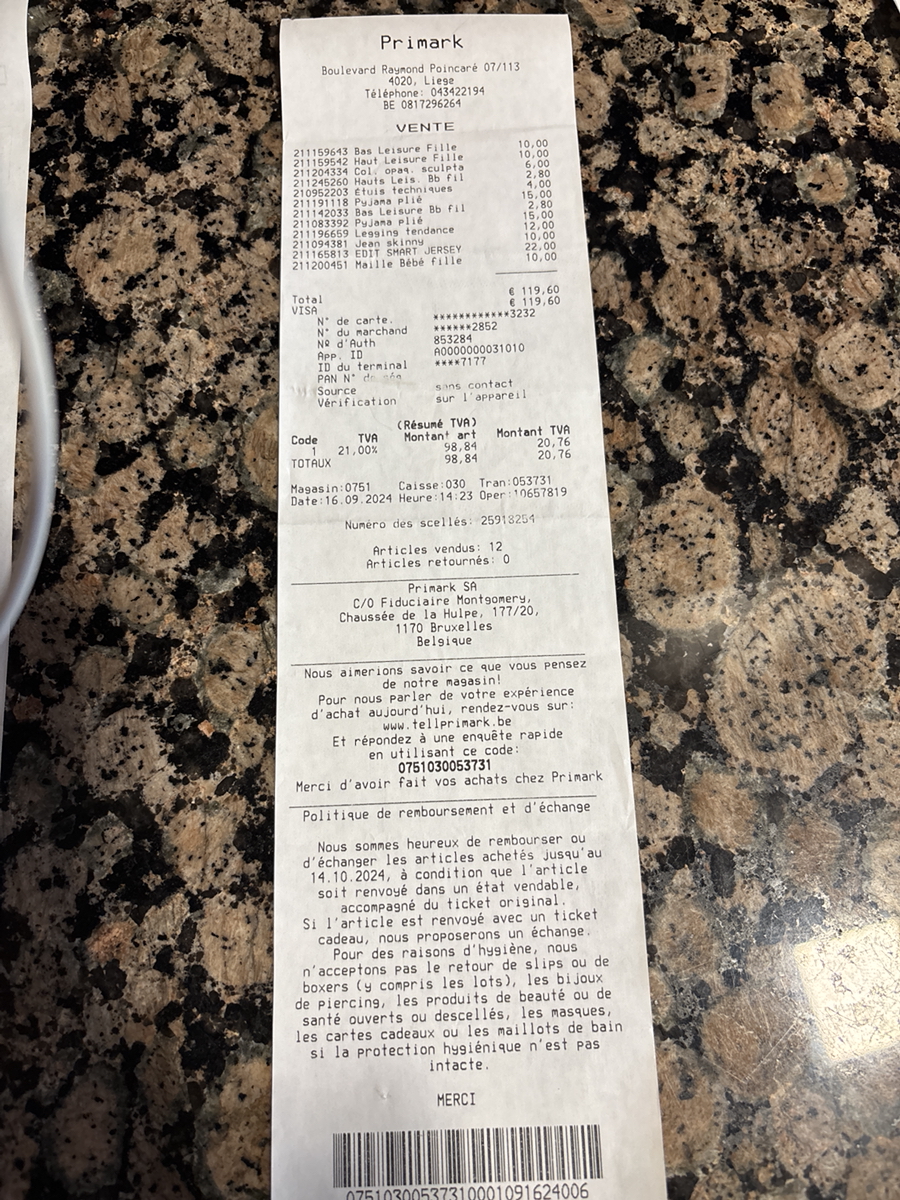 Primark
Boulevard Raymond Poincaré 07/113
4020, Liege
Téléphone: 043422194
BE 0817296264
VENTE
211159643 Bas Leisure Fille 10,00
211159542 Haut Leisure Fille 10,00
211204334 Col. opaq. sculpta 6,00
211245260 Hauts Leis. Bb fil 2,80
210952203 Étuis techniques 4,00
211191118 Pyjama plié 15,00
211142033 Bas Leisure Bb fil 2,80
211083392 Pyjama plié 15,00
211196659 Legging tendance 12,00
211094381 Jean skinny 10,00
211165813 EDIT SMART JERSEY 22,00
211200451 Maille Bébé fille 10,00
Total € 119,60
VISA € 119,60
N° de carte. ************3232
N° du marchand ******2852
Nº d'Auth 853284
App. ID A0000000031010
ID du terminal ****7177
PAN N° de
Source sans contact
Vérification sur l'appareil
(Résumé TVA)
Code TVA Montant art Montant TVA
1 21,00% 98,84 20,76
TOTAUX 98,84 20,76
Magasin:0751 Caisse:030 Tran:053731
Date:16.09.2024 Heure:14:23 Oper:10657819
Numéro des scellés: 25918254
Articles vendus: 12
Articles retournés: 0
Primark SA
C/O Fiduciaire Montgomery,
Chaussée de la Hulpe, 177/20,
1170 Bruxelles
Belgique
Nous aimerions savoir ce que vous pensez
de notre magasin!
Pour nous parler de votre expérience
d'achat aujourd'hui, rendez-vous sur:
www.tellprimark.be
Et répondez à une enquête rapide
en utilisant ce code:
0751030053731
Merci d'avoir fait vos achats chez Primark
Politique de remboursement et d'échange
Nous sommes heureux de rembourser ou
d'échanger les articles achetés jusqu'au
14.10.2024, à condition que l'article
soit renvoyé dans un état vendable,
accompagné du ticket original.
Si l'article est renvoyé avec un ticket
cadeau, nous proposerons un échange.
Pour des raisons d'hygiène, nous
n'acceptons pas le retour de slips ou de
boxers (y compris les lots), les bijoux
de piercing, les produits de beauté ou de
santé ouverts ou descellés, les masques,
les cartes cadeaux ou les maillots de bain
si la protection hygiénique n'est pas
intacte.
MERCI
07510300537310001091624006